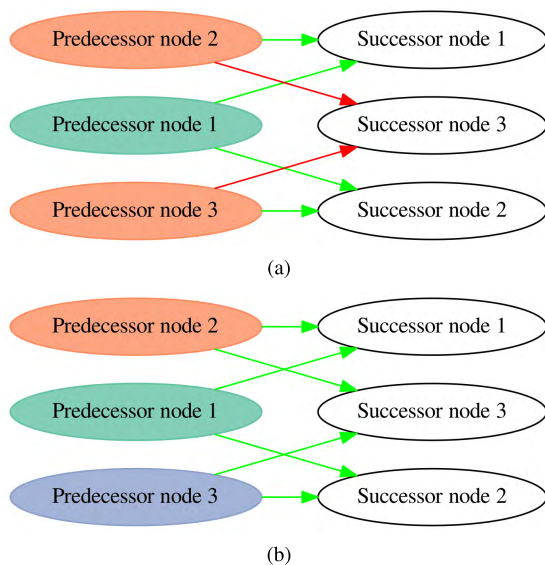 Predecessor node 2 Successor node 1
Predecessor node 1 Successor node 3
Predecessor node 3 Successor node 2
(a)
Predecessor node 2 Successor node 1
Predecessor node 1 Successor node 3
Predecessor node 3 Successor node 2
(b)